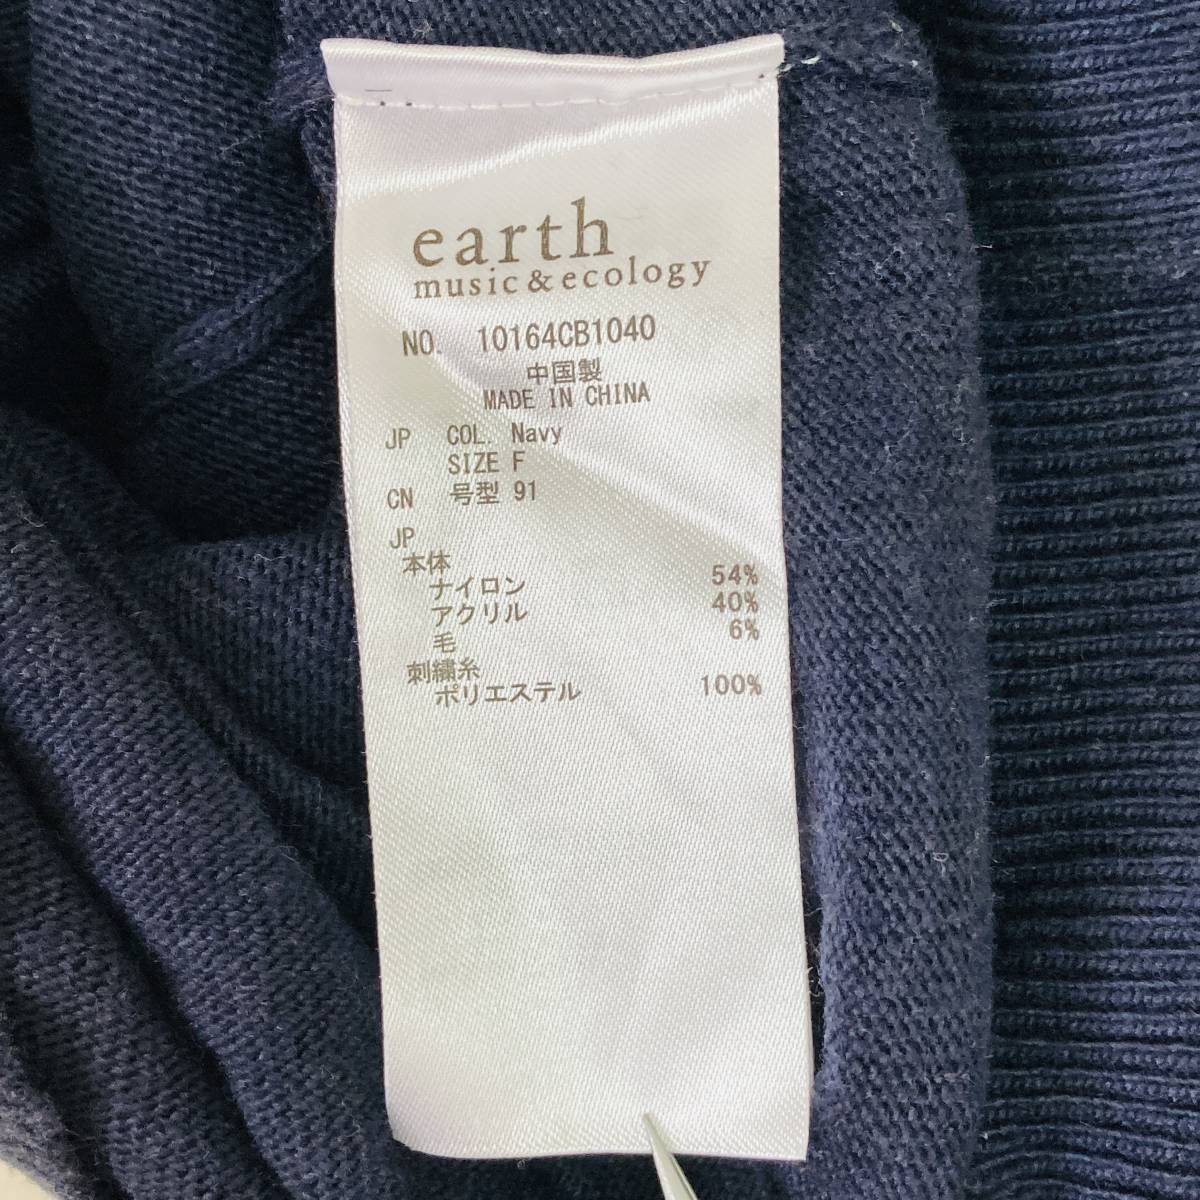 earth
music & ecology
NO. 10164CB1040
中国製
MADE IN CHINA
JP COL. Navy
SIZE F
CN 号型 91
JP
本体
ナイロン 54%
アクリル 40%
毛 6%
刺繍糸
ポリエステル 100%